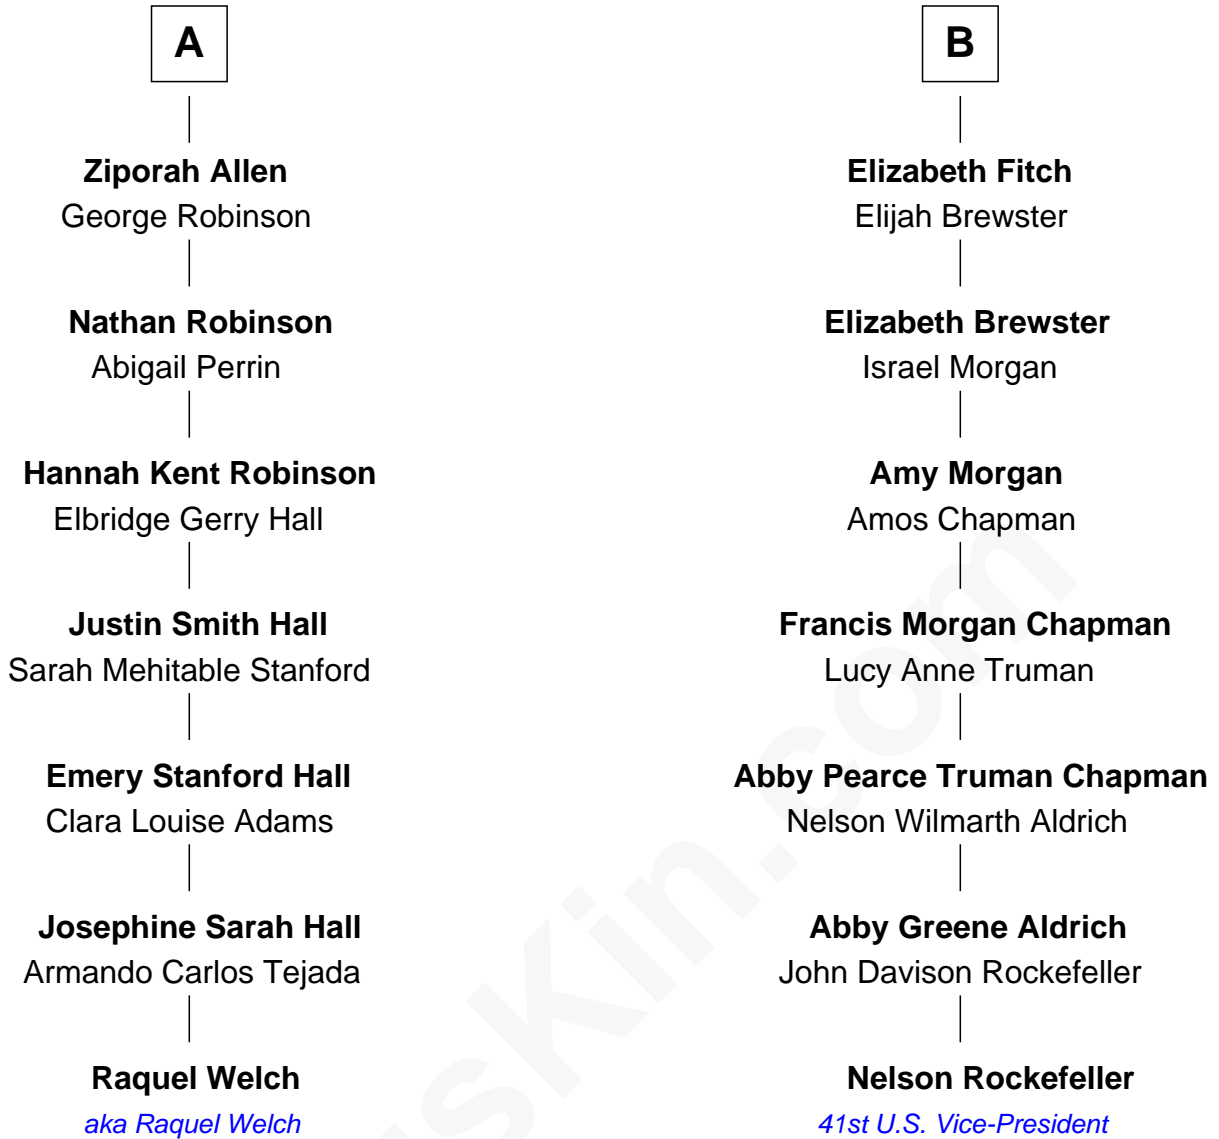 A
Ziporah Allen
George Robinson
Nathan Robinson
Abigail Perrin
Hannah Kent Robinson
Elbridge Gerry Hall
Justin Smith Hall
Sarah Mehitable Stanford
Emery Stanford Hall
Clara Louise Adams
Josephine Sarah Hall
Armando Carlos Tejada
Raquel Welch
aka Raquel Welch
B
Elizabeth Fitch
Elijah Brewster
Elizabeth Brewster
Israel Morgan
Amy Morgan
Amos Chapman
Francis Morgan Chapman
Lucy Anne Truman
Abby Pearce Truman Chapman
Nelson Wilmarth Aldrich
Abby Greene Aldrich
John Davison Rockefeller
Nelson Rockefeller
41st U.S. Vice-President
usKin.com